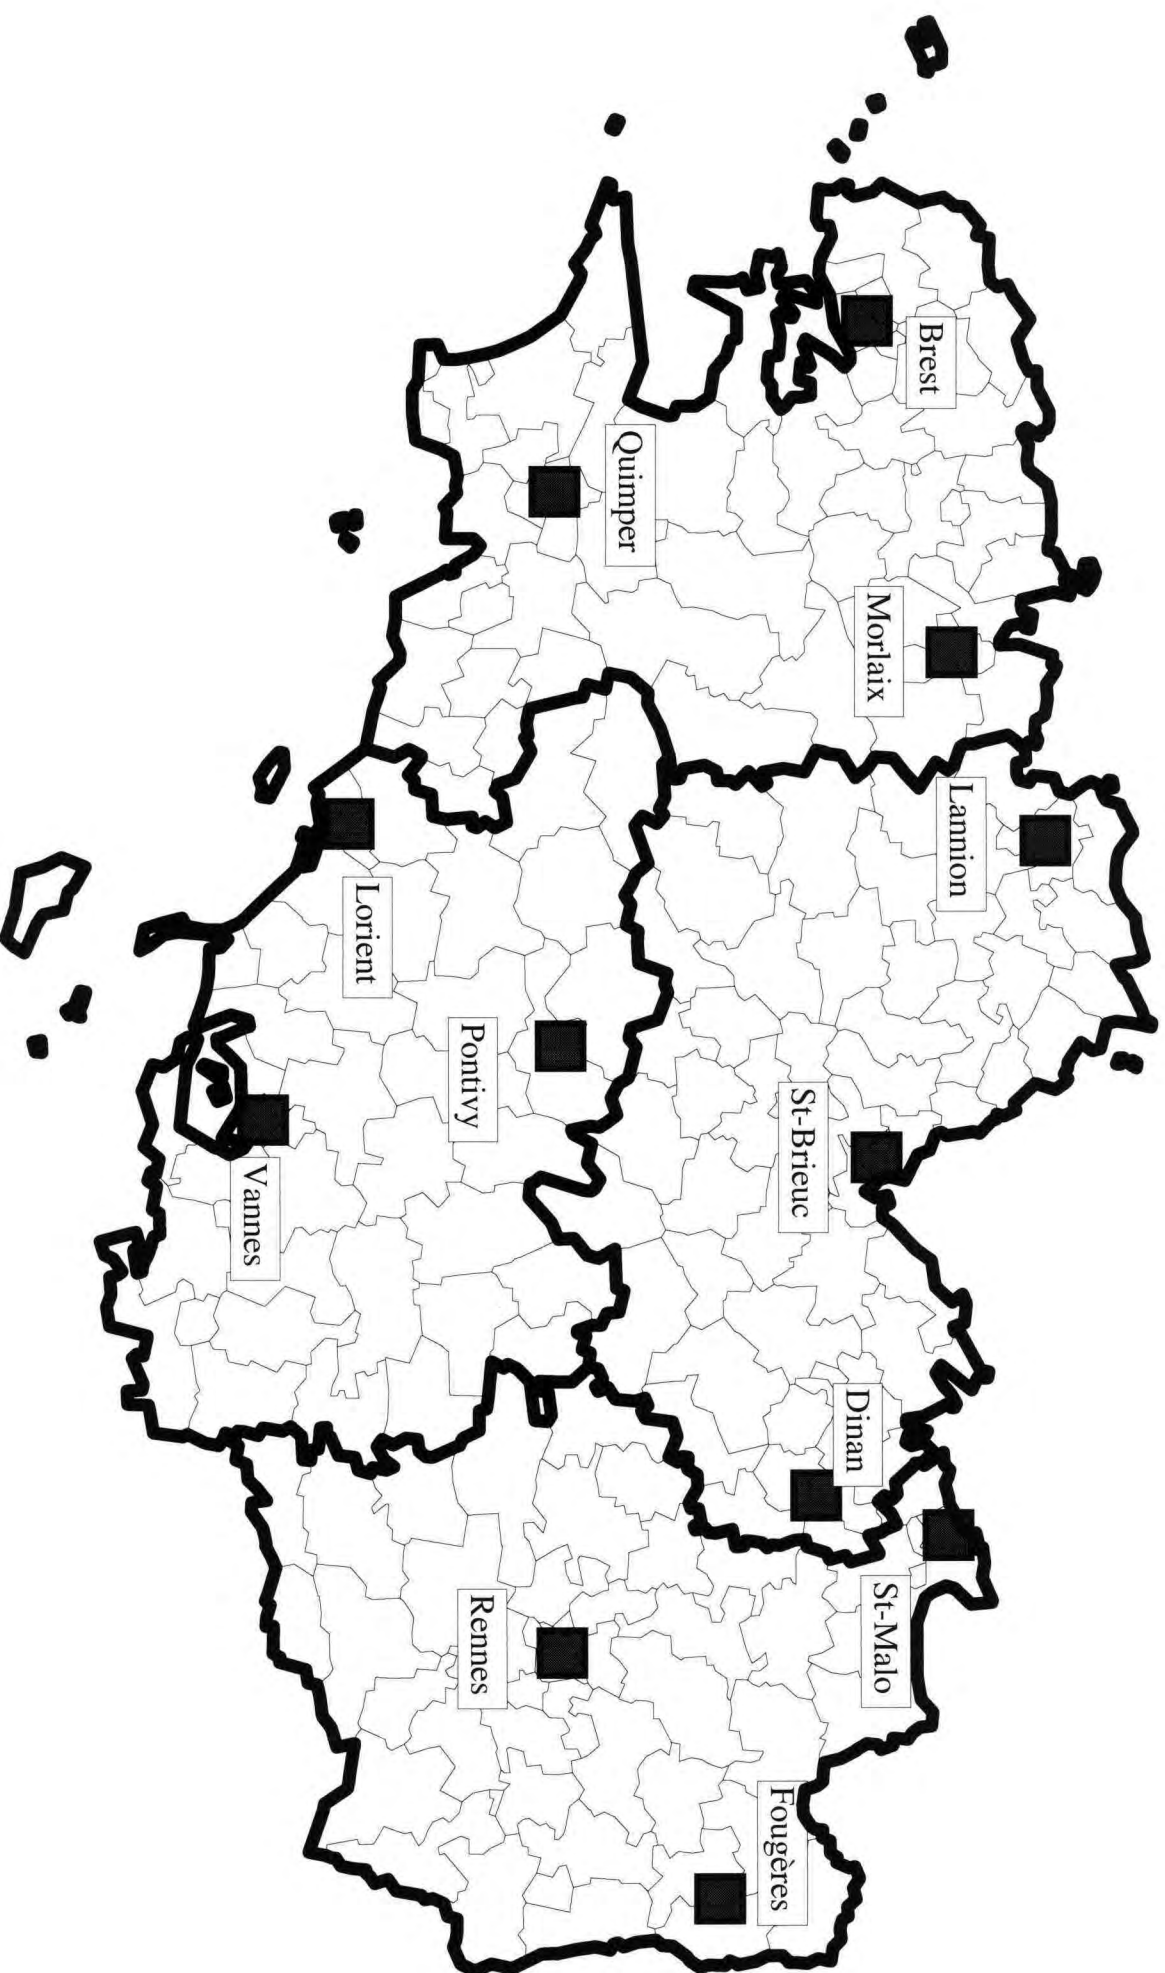 Brest
Morlaix
Lannion
Quimper
St-Brieuc
Dinan
St-Malo
Fougères
Pontivy
Rennes
Lorient
Vannes